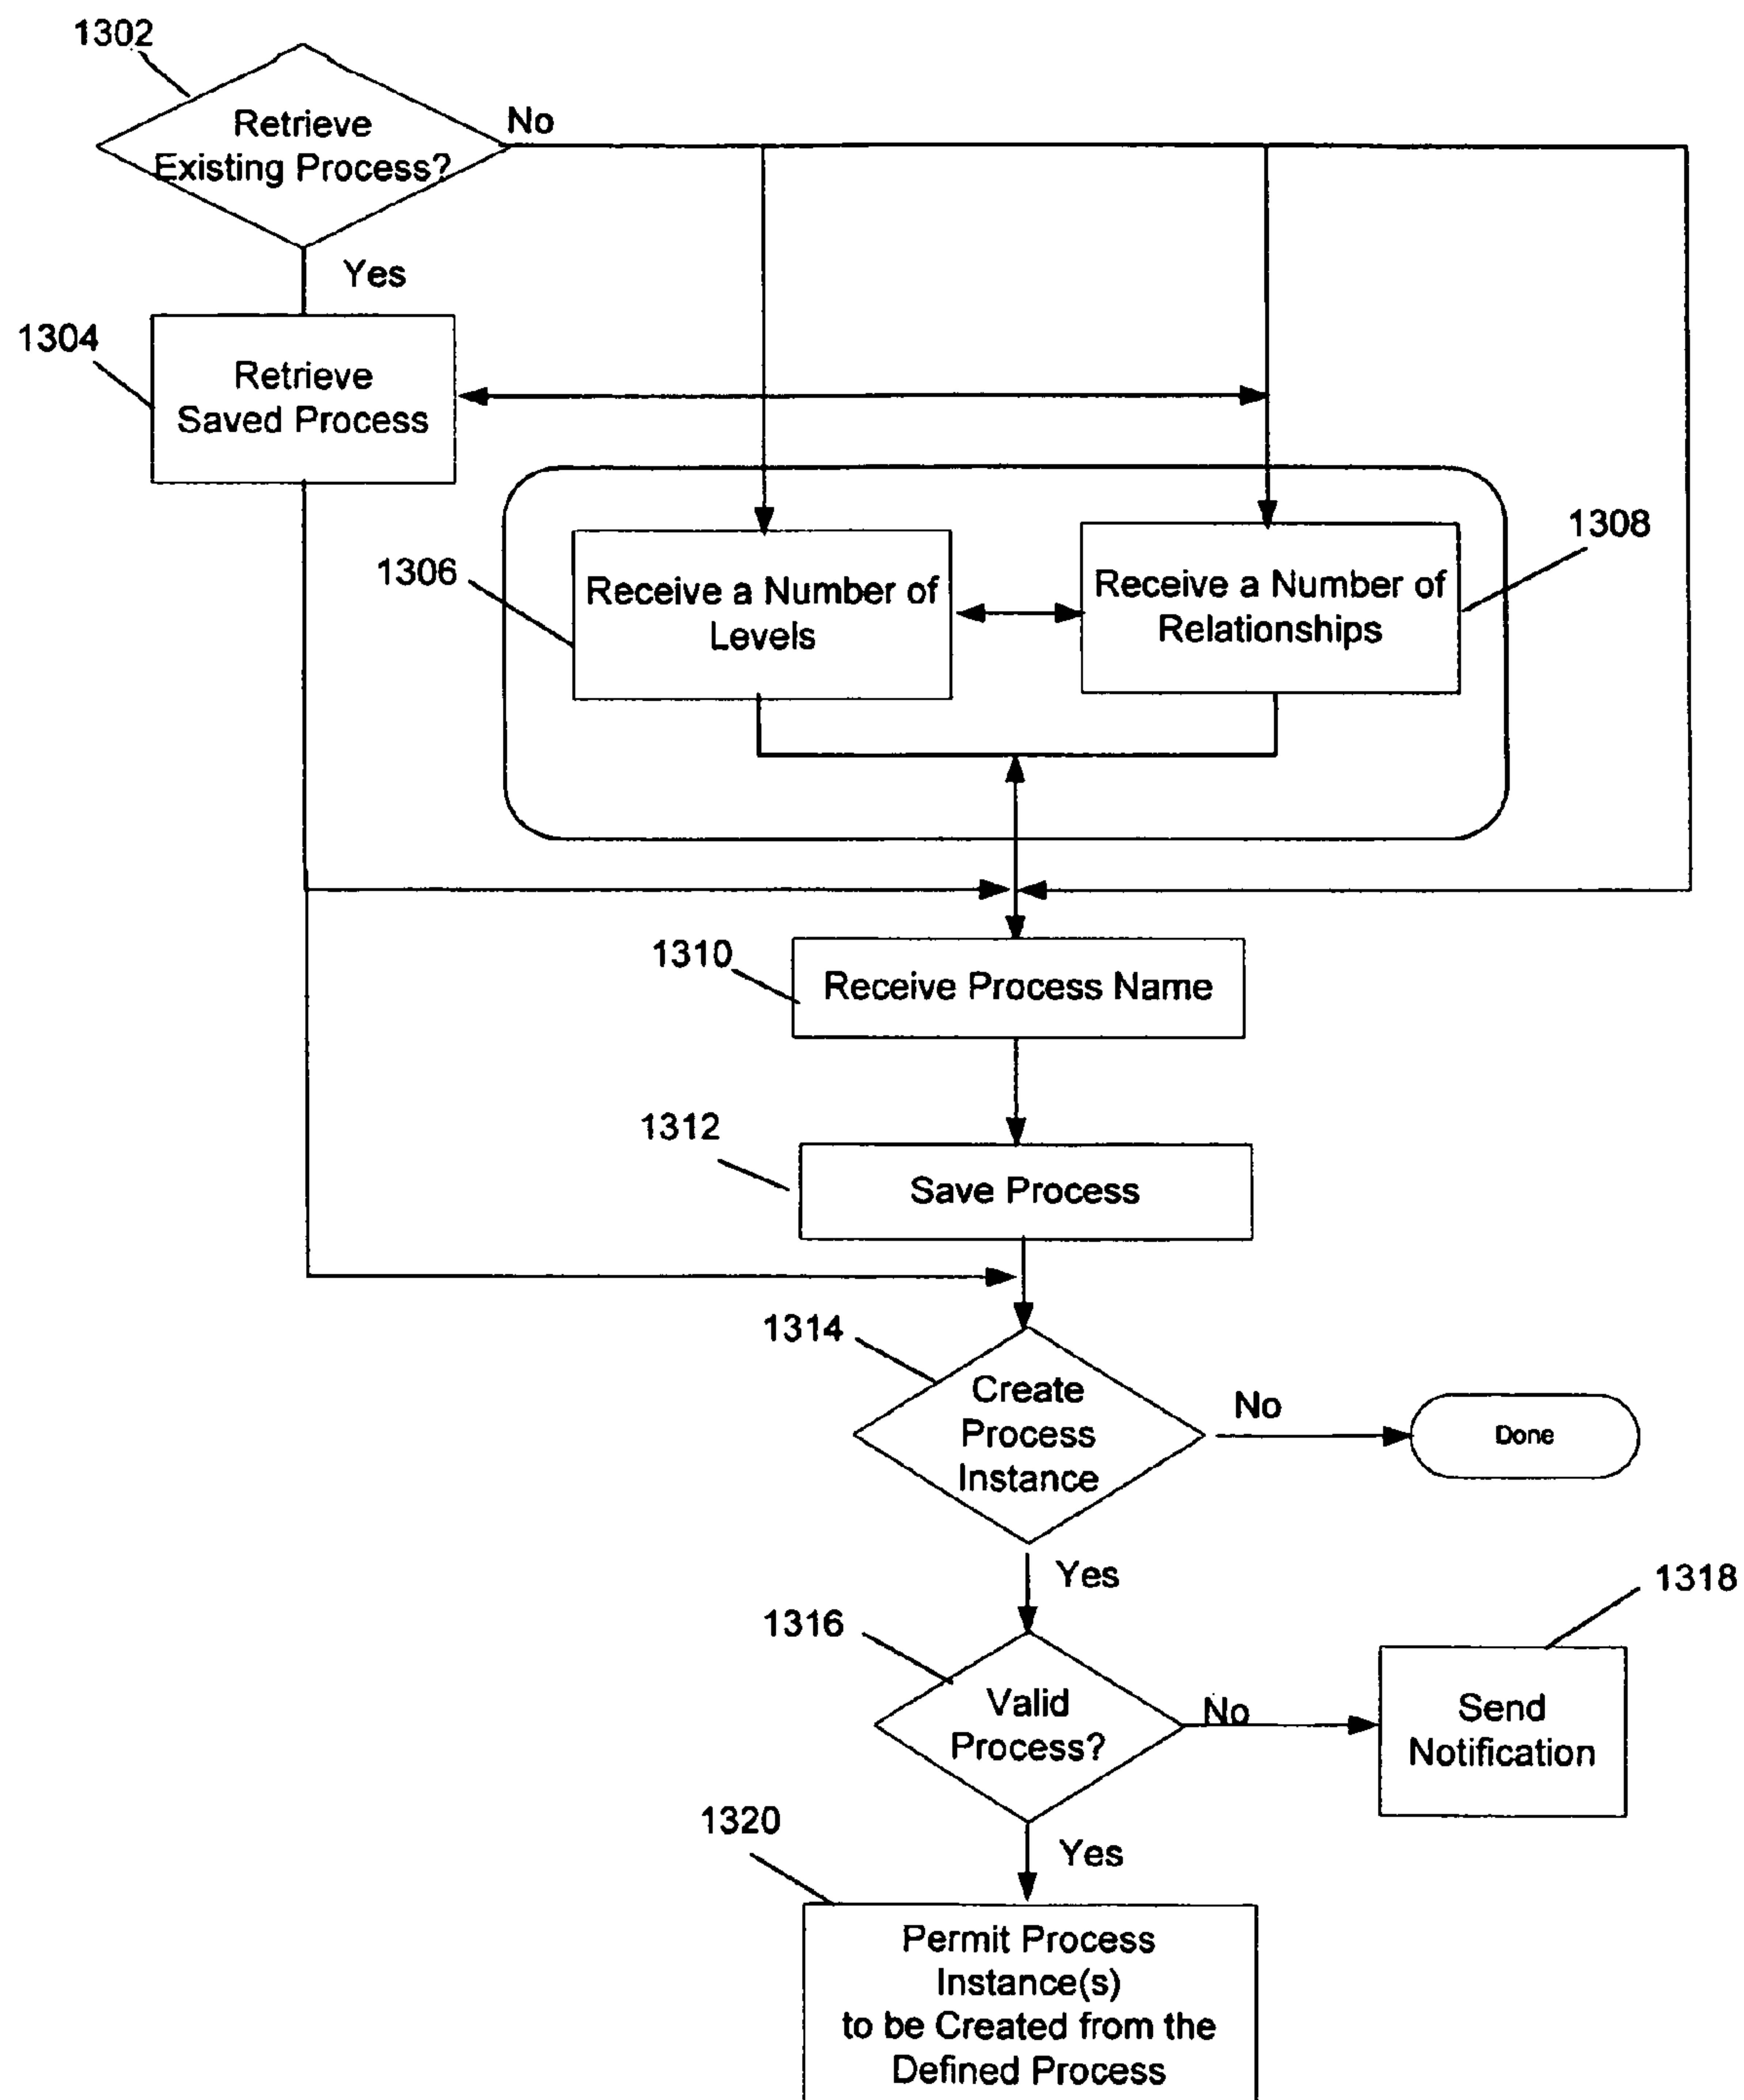 1302
Retrieve
Existing Process?
No
Yes
1304
Retrieve
Saved Process
1306
Receive a Number of
Levels
1308
Receive a Number of
Relationships
1310
Receive Process Name
1312
Save Process
1314
Create
Process
Instance
No
Done
Yes
1316
Valid
Process?
No
1318
Send
Notification
Yes
1320
Permit Process
Instance(s)
to be Created from the
Defined Process